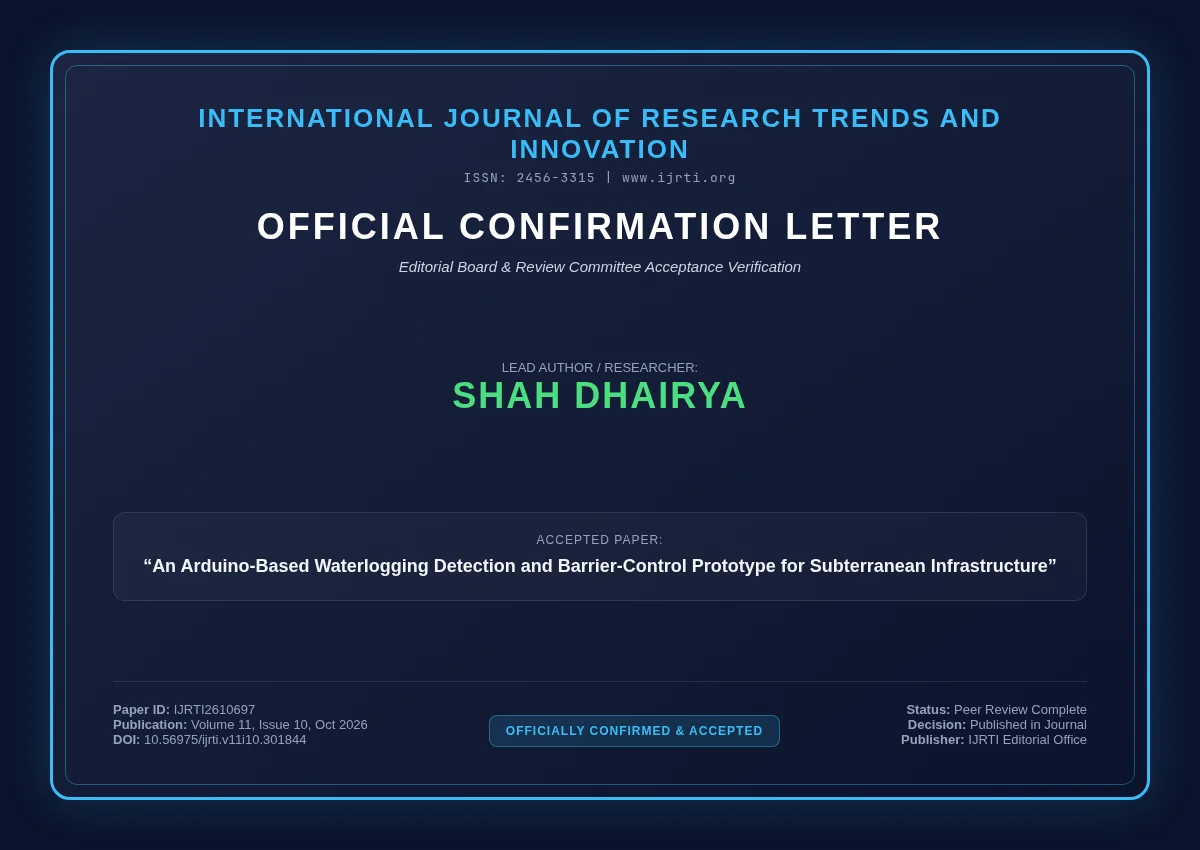 INTERNATIONAL JOURNAL OF RESEARCH TRENDS AND
INNOVATION
ISSN: 2456-3315 | www.ijrti.org
OFFICIAL CONFIRMATION LETTER
Editorial Board & Review Committee Acceptance Verification
LEAD AUTHOR / RESEARCHER:
SHAH DHAIRYA
ACCEPTED PAPER:
“An Arduino-Based Waterlogging Detection and Barrier-Control Prototype for Subterranean Infrastructure”
Paper ID: IJRTI2610697
Publication: Volume 11, Issue 10, Oct 2026
DOI: 10.56975/ijrti.v11i10.301844
OFFICIALLY CONFIRMED & ACCEPTED
Status: Peer Review Complete
Decision: Published in Journal
Publisher: IJRTI Editorial Office